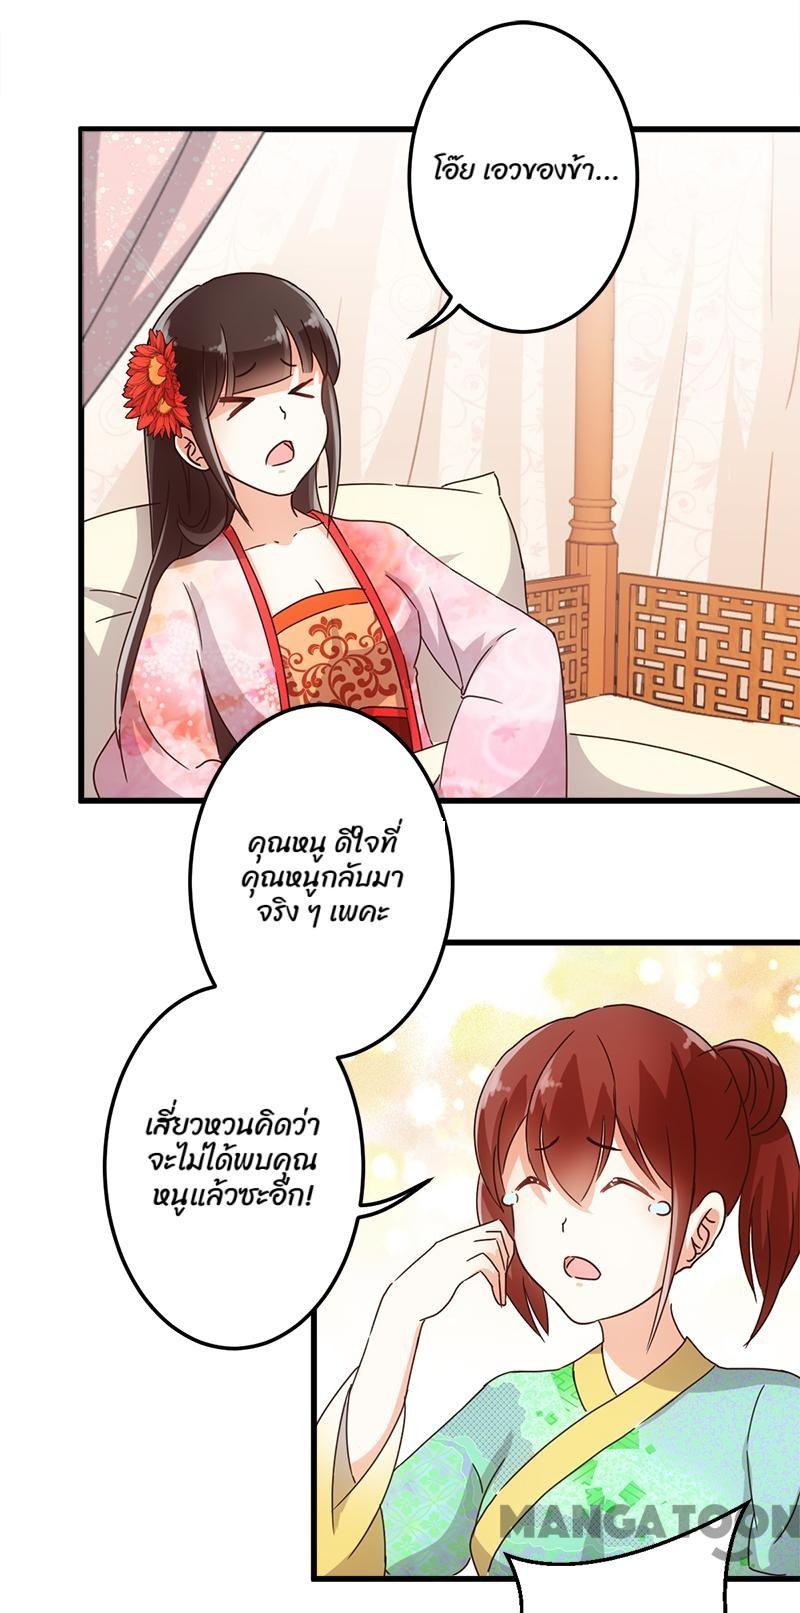 โอ๊ย เอวของข้า...
คุณหนู ดีใจที่
คุณหนูกลับมา
จริง ๆ เพคะ
เสี่ยวหวนคิดว่า
จะไม่ได้พบคุณ
หนูแล้วซะอีก!
MANGATOON